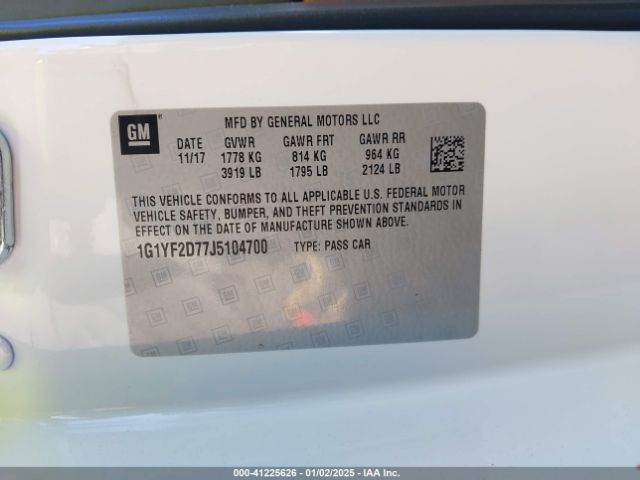 GM
MFD BY GENERAL MOTORS LLC
DATE GVWR GAWR FRT GAWR RR
11/17 1778 KG 814 KG 964 KG
3919 LB 1795 LB 2124 LB
THIS VEHICLE CONFORMS TO ALL APPLICABLE U.S. FEDERAL MOTOR
VEHICLE SAFETY, BUMPER, AND THEFT PREVENTION STANDARDS IN
EFFECT ON THE DATE OF MANUFACTURE SHOWN ABOVE.
1G1YF2D77J5104700 TYPE: PASS CAR
000-41225626 - 01/02/2025 - IAA Inc.